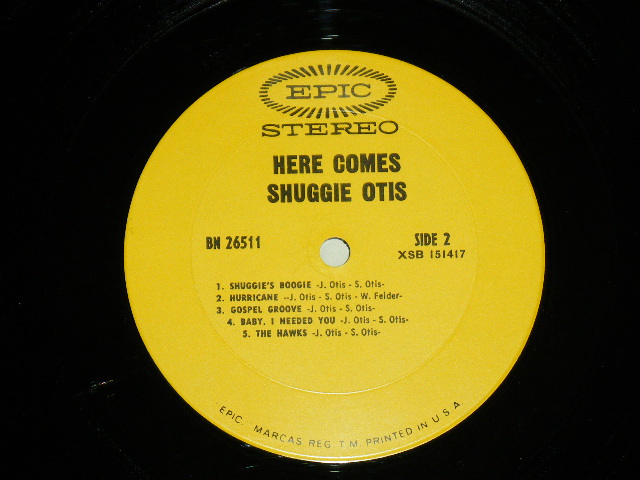 EPIC
STEREO
HERE COMES
SHUGGIE OTIS
BN 26511
SIDE 2
XSB 151417
1. SHUGGIE'S BOOGIE -J. Otis - S. Otis-
2. HURRICANE --J. Otis - S. Otis - W. Felder-
3. GOSPEL GROOVE -J. Otis - S. Otis-
4. BABY, I NEEDED YOU -J. Otis - S. Otis-
5. THE HAWKS -J. Otis - S. Otis-
EPIC. MARCAS REG. T.M. PRINTED IN U.S.A.